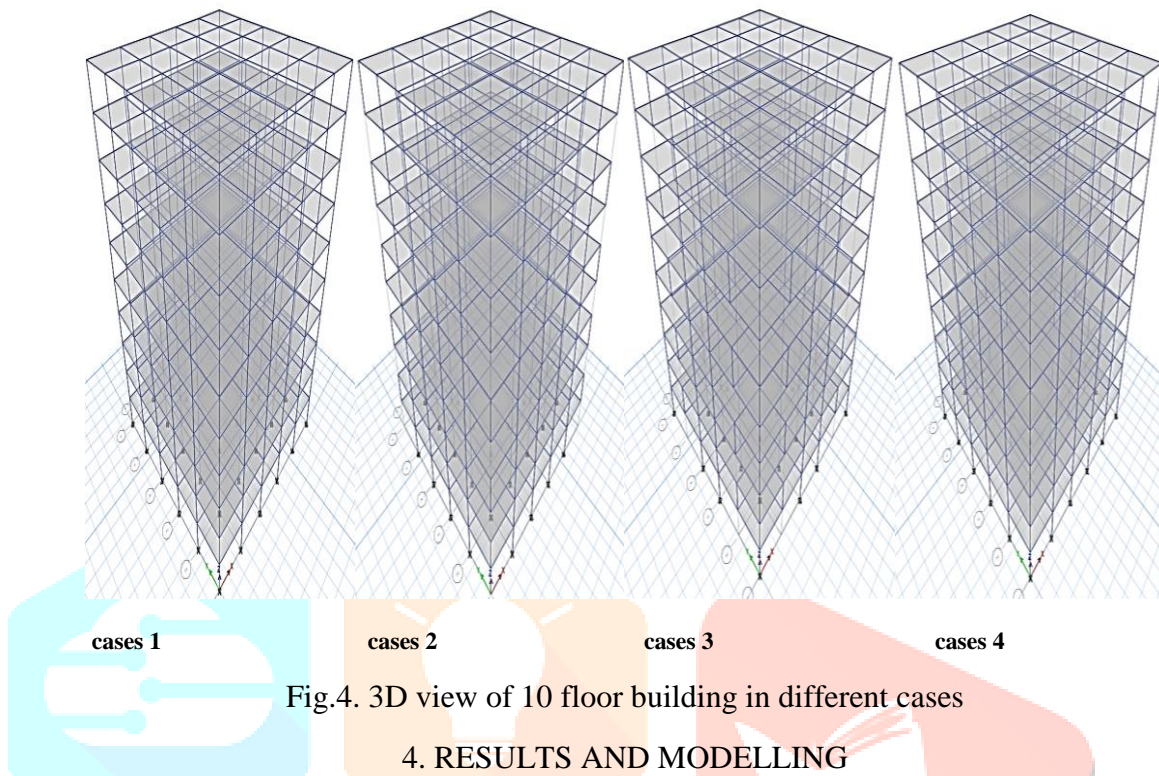 cases 1 cases 2 cases 3 cases 4
Fig.4. 3D view of 10 floor building in different cases
4. RESULTS AND MODELLING